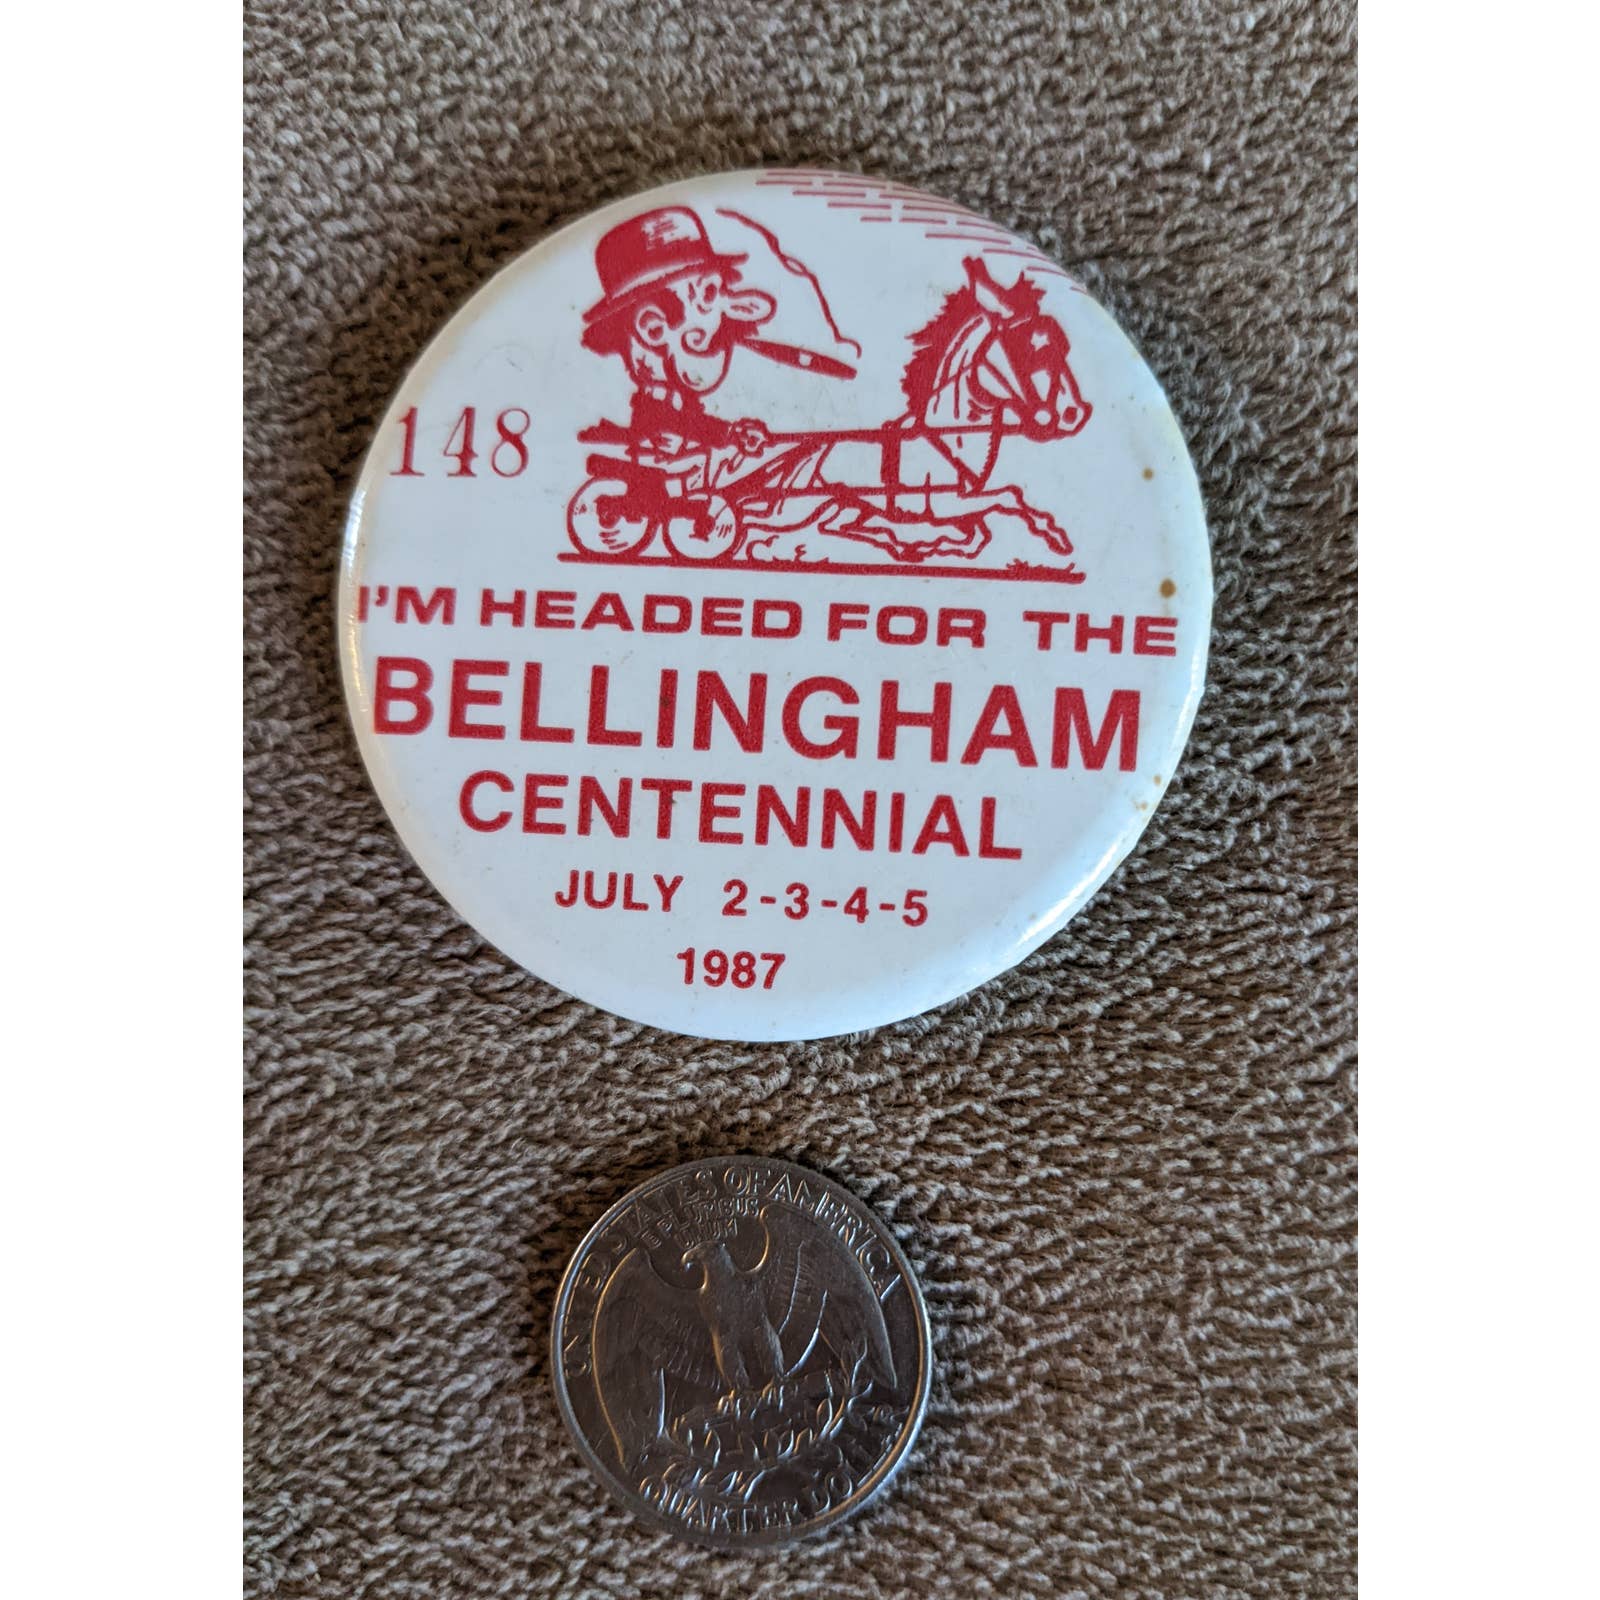 148
I'M HEADED FOR THE
BELLINGHAM
CENTENNIAL
JULY 2-3-4-5
1987
UNITED STATES OF AMERICA
E PLURIBUS
UNUM
QUARTER DOLLAR